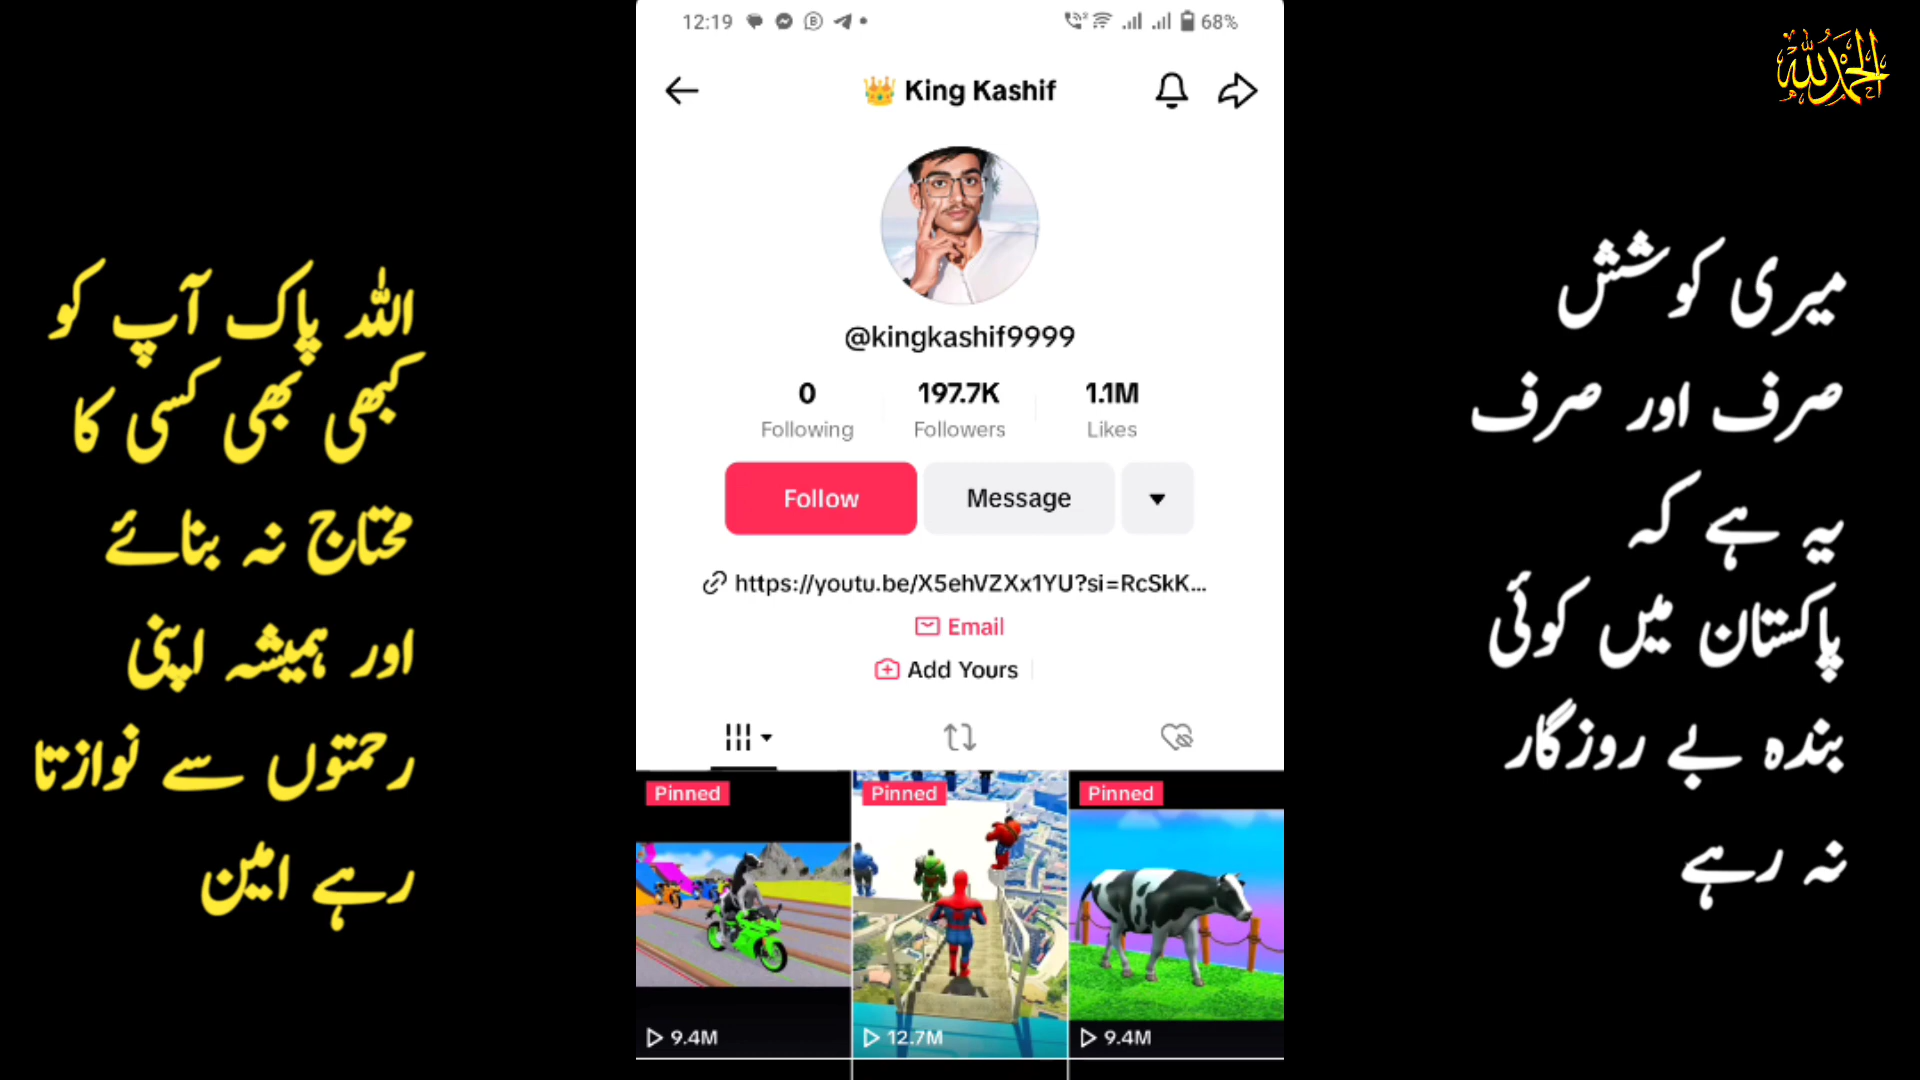 12:19
68%
الحمدللہ
👑 King Kashif
@kingkashif9999
0 197.7K 1.1M
Following Followers Likes
Follow Message
https://youtu.be/X5ehVZXx1YU?si=RcSkK...
Email
Add Yours
Pinned Pinned Pinned
9.4M 12.7M 9.4M
میری کوشش
صرف اور صرف
یہ ہے کہ
پاکستان میں کوئی
بندہ بے روزگار
نہ رہے
اللہ پاک آپ کو
کبھی بھی کسی کا
محتاج نہ بنائے
اور ہمیشہ اپنی
رحمتوں سے نوازتا
رہے امین